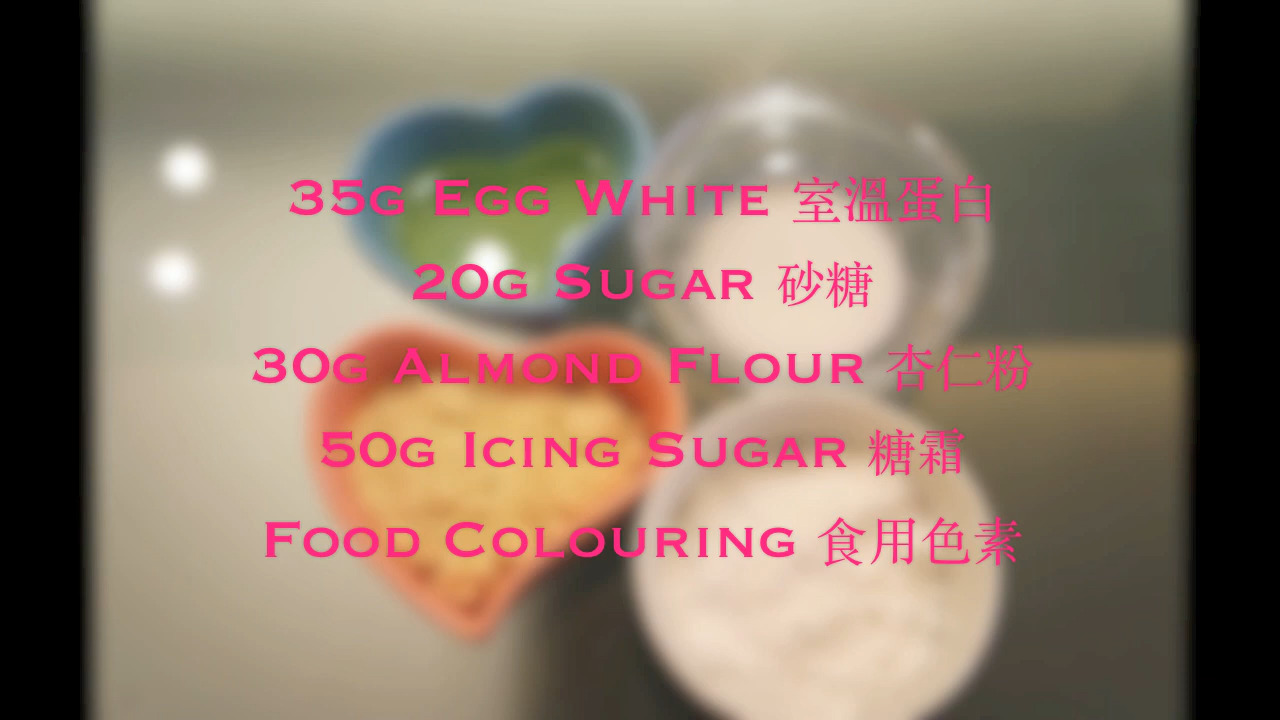 35g Egg White 室溫蛋白
20g Sugar 砂糖
30g Almond Flour 杏仁粉
50g Icing Sugar 糖霜
Food Colouring 食用色素